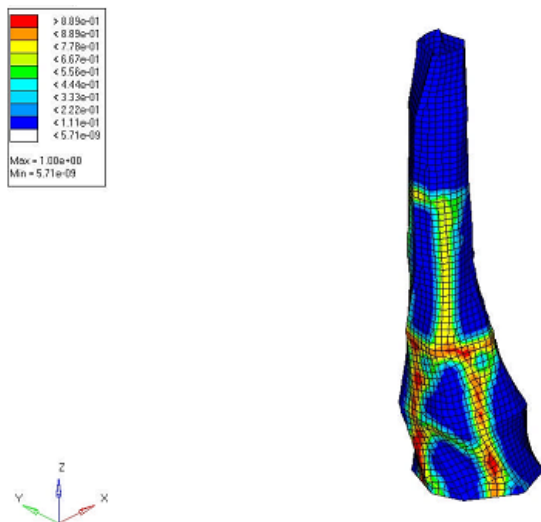 > 8.89e-01
< 8.89e-01
< 7.78e-01
< 6.67e-01
< 5.56e-01
< 4.44e-01
< 3.33e-01
< 2.22e-01
< 1.11e-01
< 5.71e-09
Max = 1.00e+00
Min = 5.71e-09
Z
Y
X